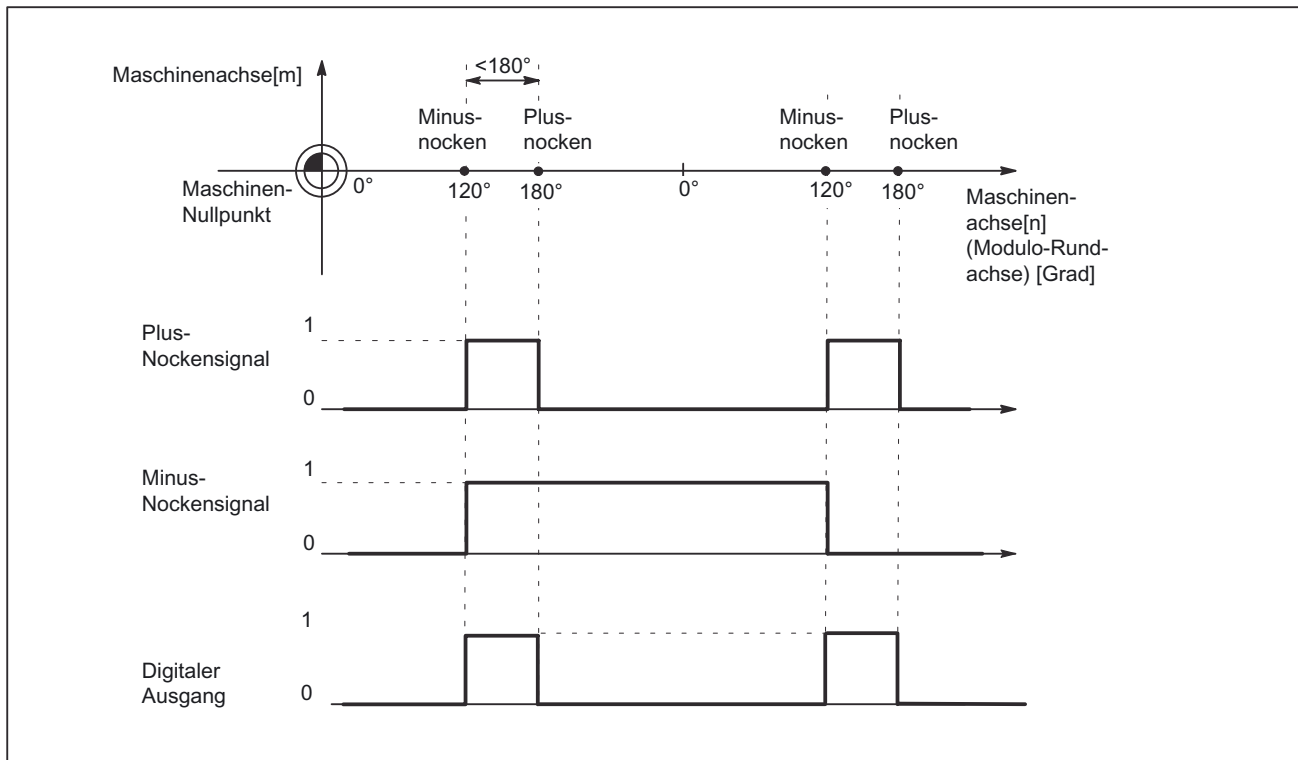 <180°
Maschinenachse[m]
Minus-
nocken
Plus-
nocken
Minus-
nocken
Plus-
nocken
Maschinen-
Nullpunkt
0°
120°
180°
0°
120°
180°
Maschinen-
achse[n]
(Modulo-Rund-
achse) [Grad]
Plus-
Nockensignal
1
0
Minus-
Nockensignal
1
0
Digitaler
Ausgang
1
0